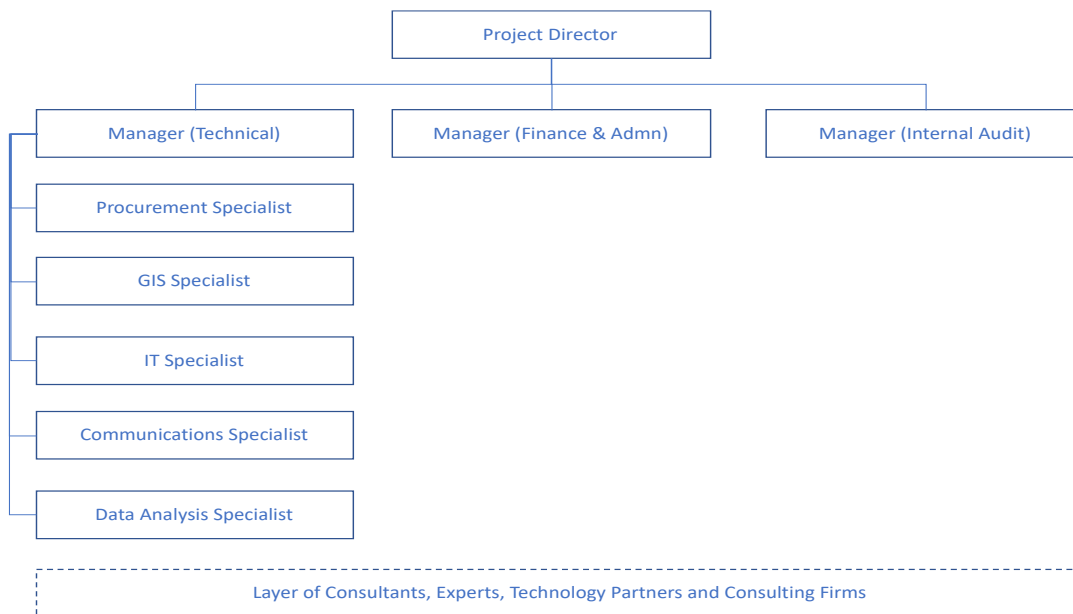 Project Director
Manager (Technical)
Manager (Finance & Admn)
Manager (Internal Audit)
Procurement Specialist
GIS Specialist
IT Specialist
Communications Specialist
Data Analysis Specialist
Layer of Consultants, Experts, Technology Partners and Consulting Firms